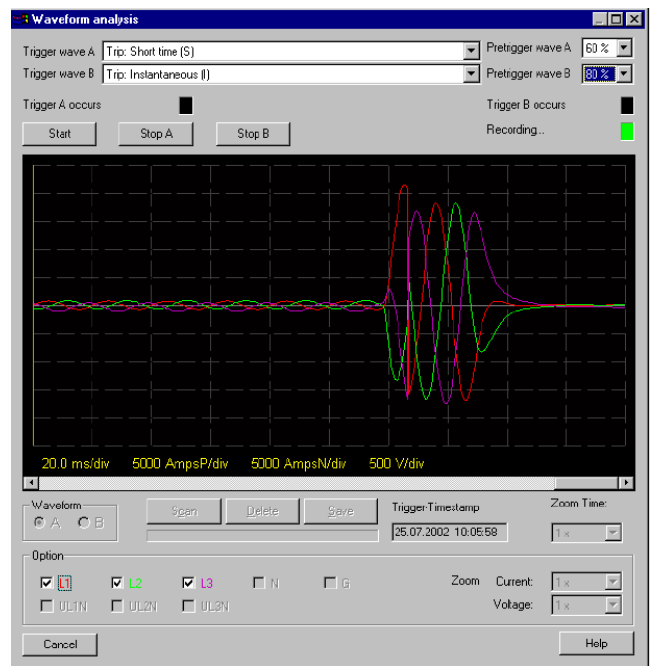 Waveform analysis
Trigger wave A Trip: Short time (S) Pretrigger wave A 60 %
Trigger wave B Trip: Instantaneous (I) Pretrigger wave B 80 %
Trigger A occurs Trigger B occurs
Start Stop A Stop B Recording...
20.0 ms/div 5000 AmpsP/div 5000 AmpsN/div 500 V/div
Waveform Trigger-Timestamp Zoom Time:
A B Scan Delete Save
25.07.2002 10:05:58 1 x
Option
L1 L2 L3 N G Zoom Current: 1 x
UL1N UL2N UL3N Voltage: 1 x
Cancel Help